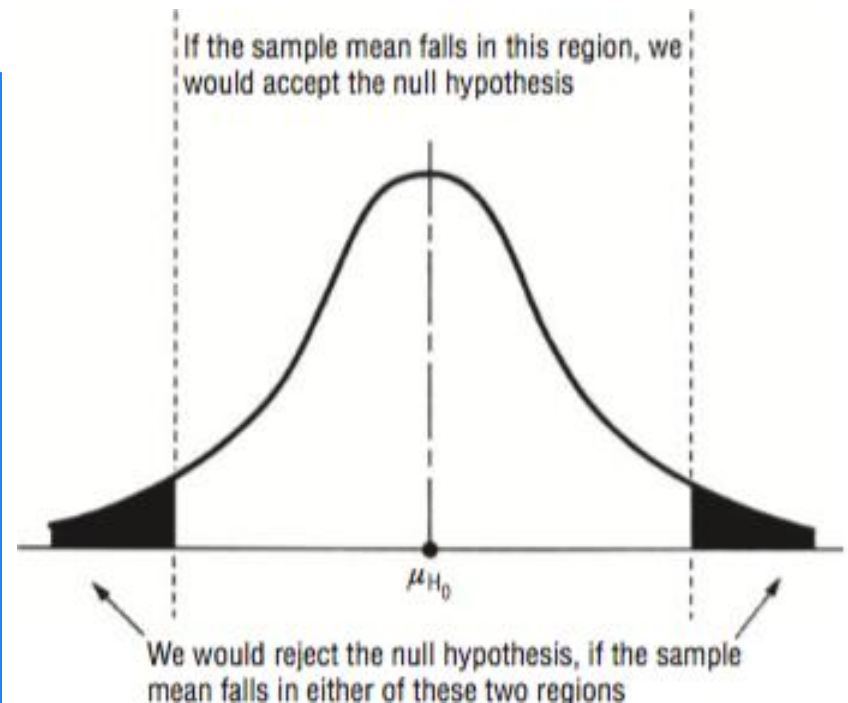 If the sample mean falls in this region, we
would accept the null hypothesis
μH₀
We would reject the null hypothesis, if the sample
mean falls in either of these two regions